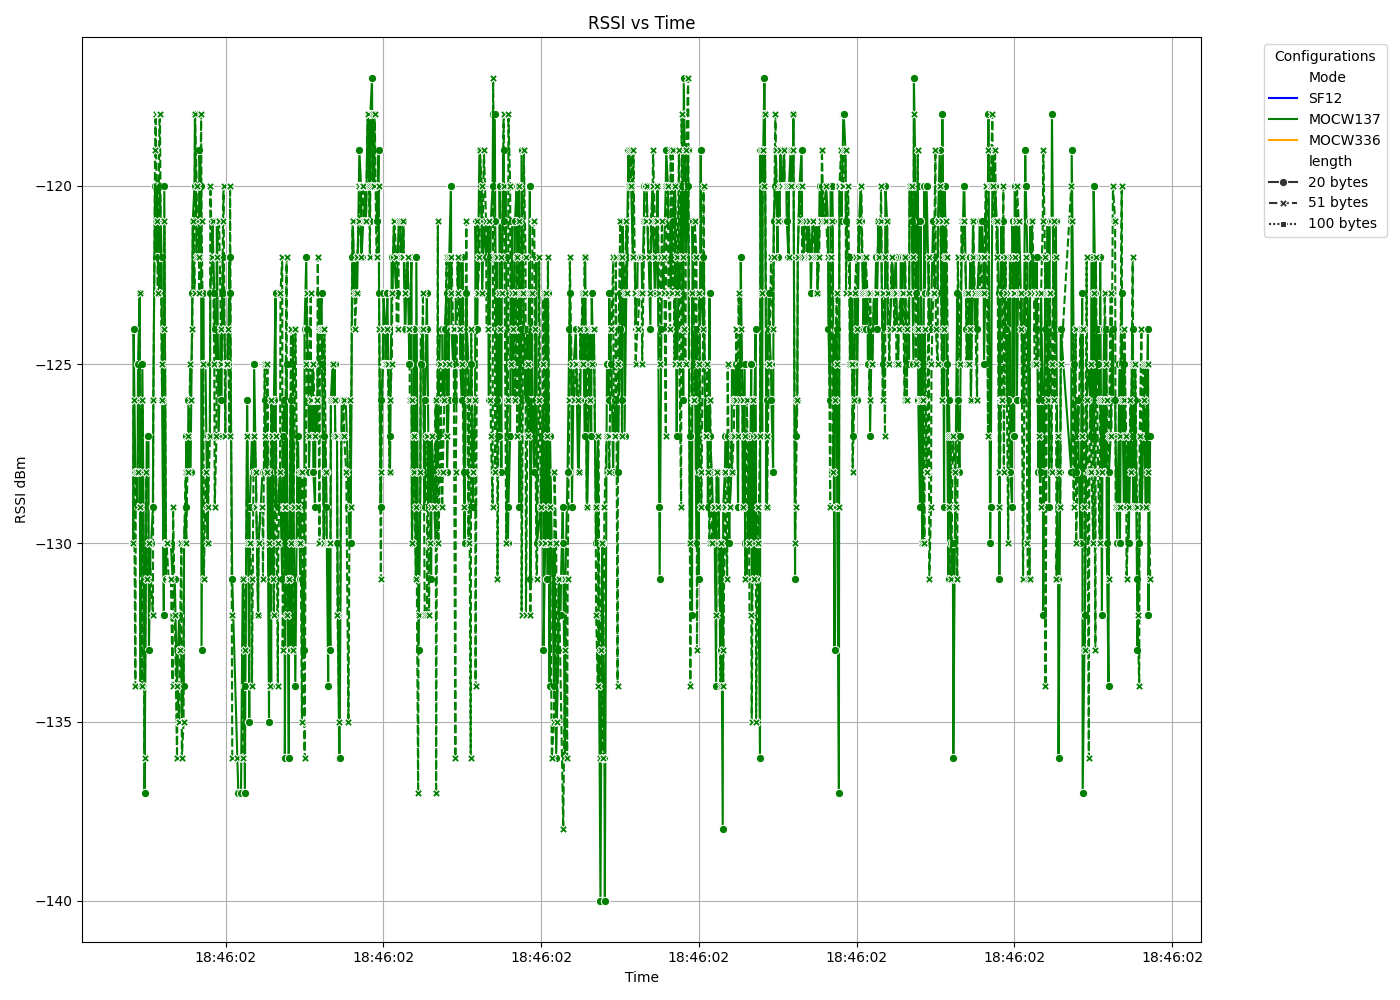 RSSI vs Time
Configurations
Mode
SF12
MOCW137
MOCW336
length
20 bytes
51 bytes
100 bytes
RSSI dBm
−120
−125
−130
−135
−140
18:46:02 18:46:02 18:46:02 18:46:02 18:46:02 18:46:02 18:46:02
Time